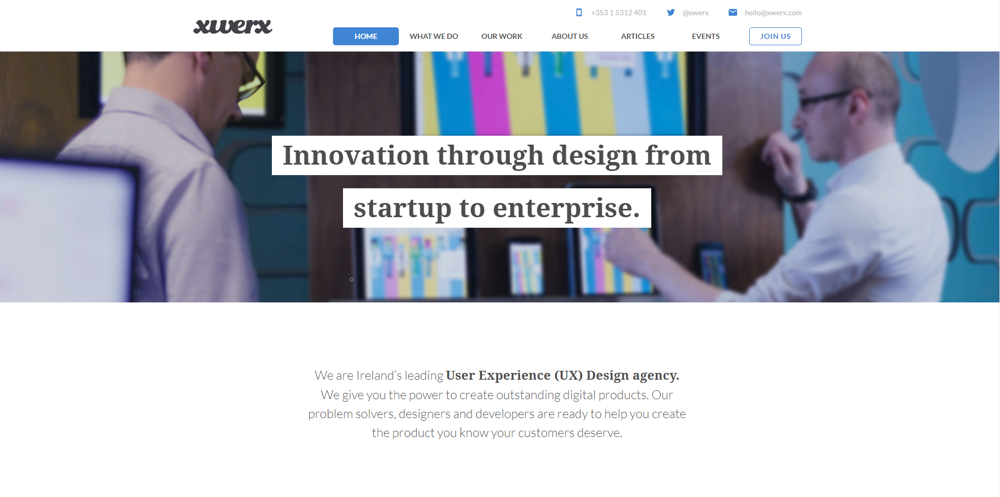 +353 1 5312 401
@xwerx
hello@xwerx.com
xwerx
HOME
WHAT WE DO
OUR WORK
ABOUT US
ARTICLES
EVENTS
JOIN US
Innovation through design from
startup to enterprise.
We are Ireland’s leading User Experience (UX) Design agency.
We give you the power to create outstanding digital products. Our
problem solvers, designers and developers are ready to help you create
the product you know your customers deserve.